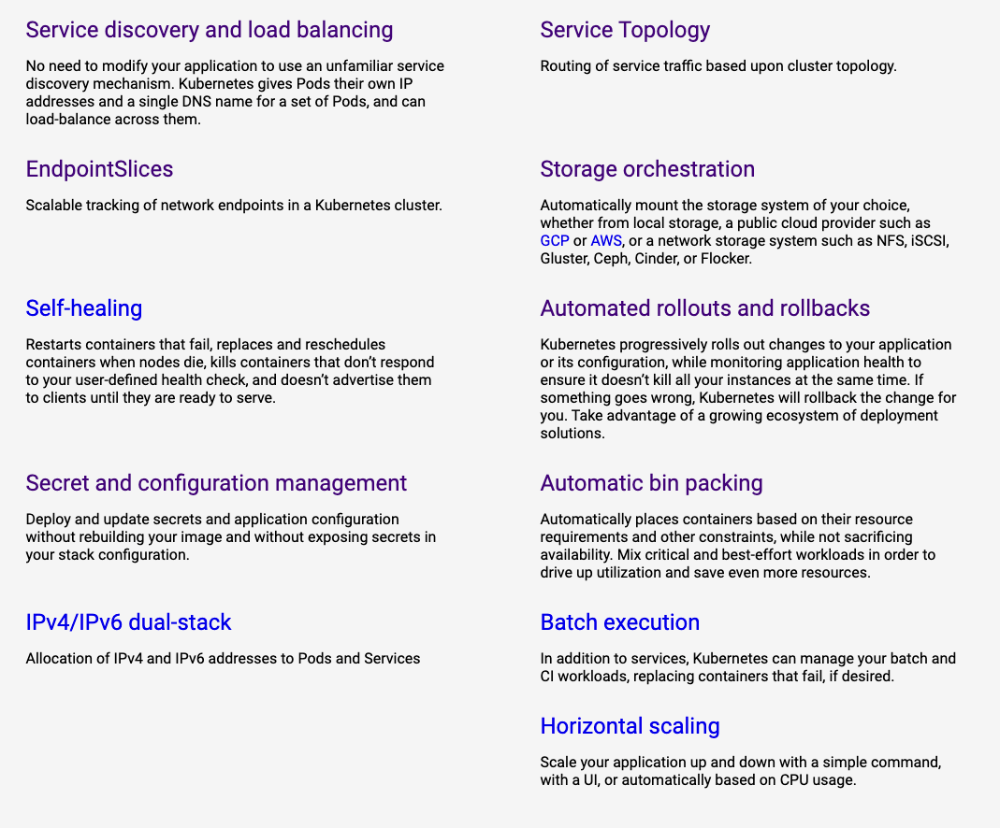 Service discovery and load balancing
No need to modify your application to use an unfamiliar service
discovery mechanism. Kubernetes gives Pods their own IP
addresses and a single DNS name for a set of Pods, and can
load-balance across them.
Service Topology
Routing of service traffic based upon cluster topology.
EndpointSlices
Scalable tracking of network endpoints in a Kubernetes cluster.
Storage orchestration
Automatically mount the storage system of your choice,
whether from local storage, a public cloud provider such as
GCP or AWS, or a network storage system such as NFS, iSCSI,
Gluster, Ceph, Cinder, or Flocker.
Self-healing
Restarts containers that fail, replaces and reschedules
containers when nodes die, kills containers that don’t respond
to your user-defined health check, and doesn’t advertise them
to clients until they are ready to serve.
Automated rollouts and rollbacks
Kubernetes progressively rolls out changes to your application
or its configuration, while monitoring application health to
ensure it doesn’t kill all your instances at the same time. If
something goes wrong, Kubernetes will rollback the change for
you. Take advantage of a growing ecosystem of deployment
solutions.
Secret and configuration management
Deploy and update secrets and application configuration
without rebuilding your image and without exposing secrets in
your stack configuration.
Automatic bin packing
Automatically places containers based on their resource
requirements and other constraints, while not sacrificing
availability. Mix critical and best-effort workloads in order to
drive up utilization and save even more resources.
IPv4/IPv6 dual-stack
Allocation of IPv4 and IPv6 addresses to Pods and Services
Batch execution
In addition to services, Kubernetes can manage your batch and
CI workloads, replacing containers that fail, if desired.
Horizontal scaling
Scale your application up and down with a simple command,
with a UI, or automatically based on CPU usage.